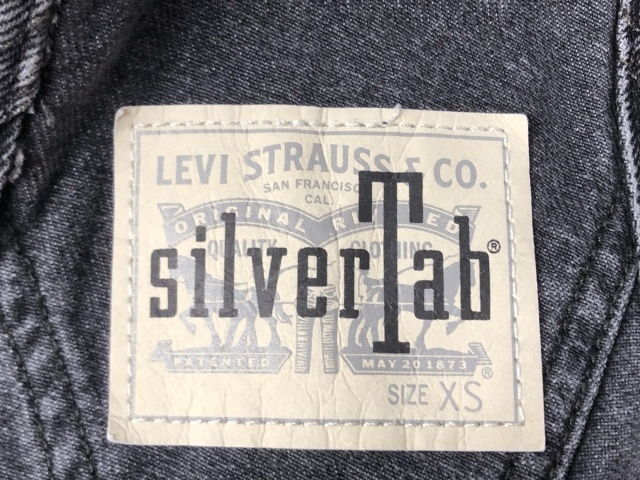 LEVI STRAUSS & CO.
SAN FRANCISCO
CAL.
ORIGINAL RIVETED
QUALITY CLOTHING
silverTab®
PATENTED MAY 20 1873 ®
SIZE XS